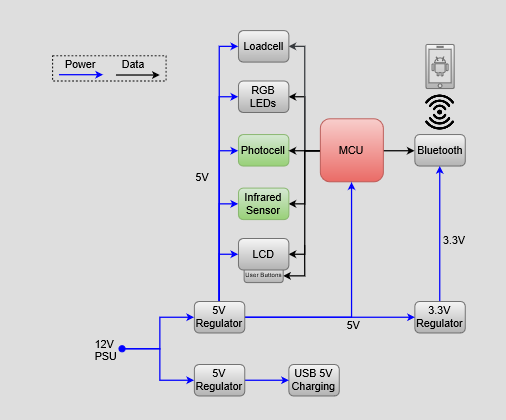 Power
Data
Loadcell
RGB
LEDs
Photocell
MCU
Bluetooth
5V
Infrared
Sensor
LCD
User Buttons
3.3V
5V
Regulator
5V
3.3V
Regulator
12V
PSU
5V
Regulator
USB 5V
Charging